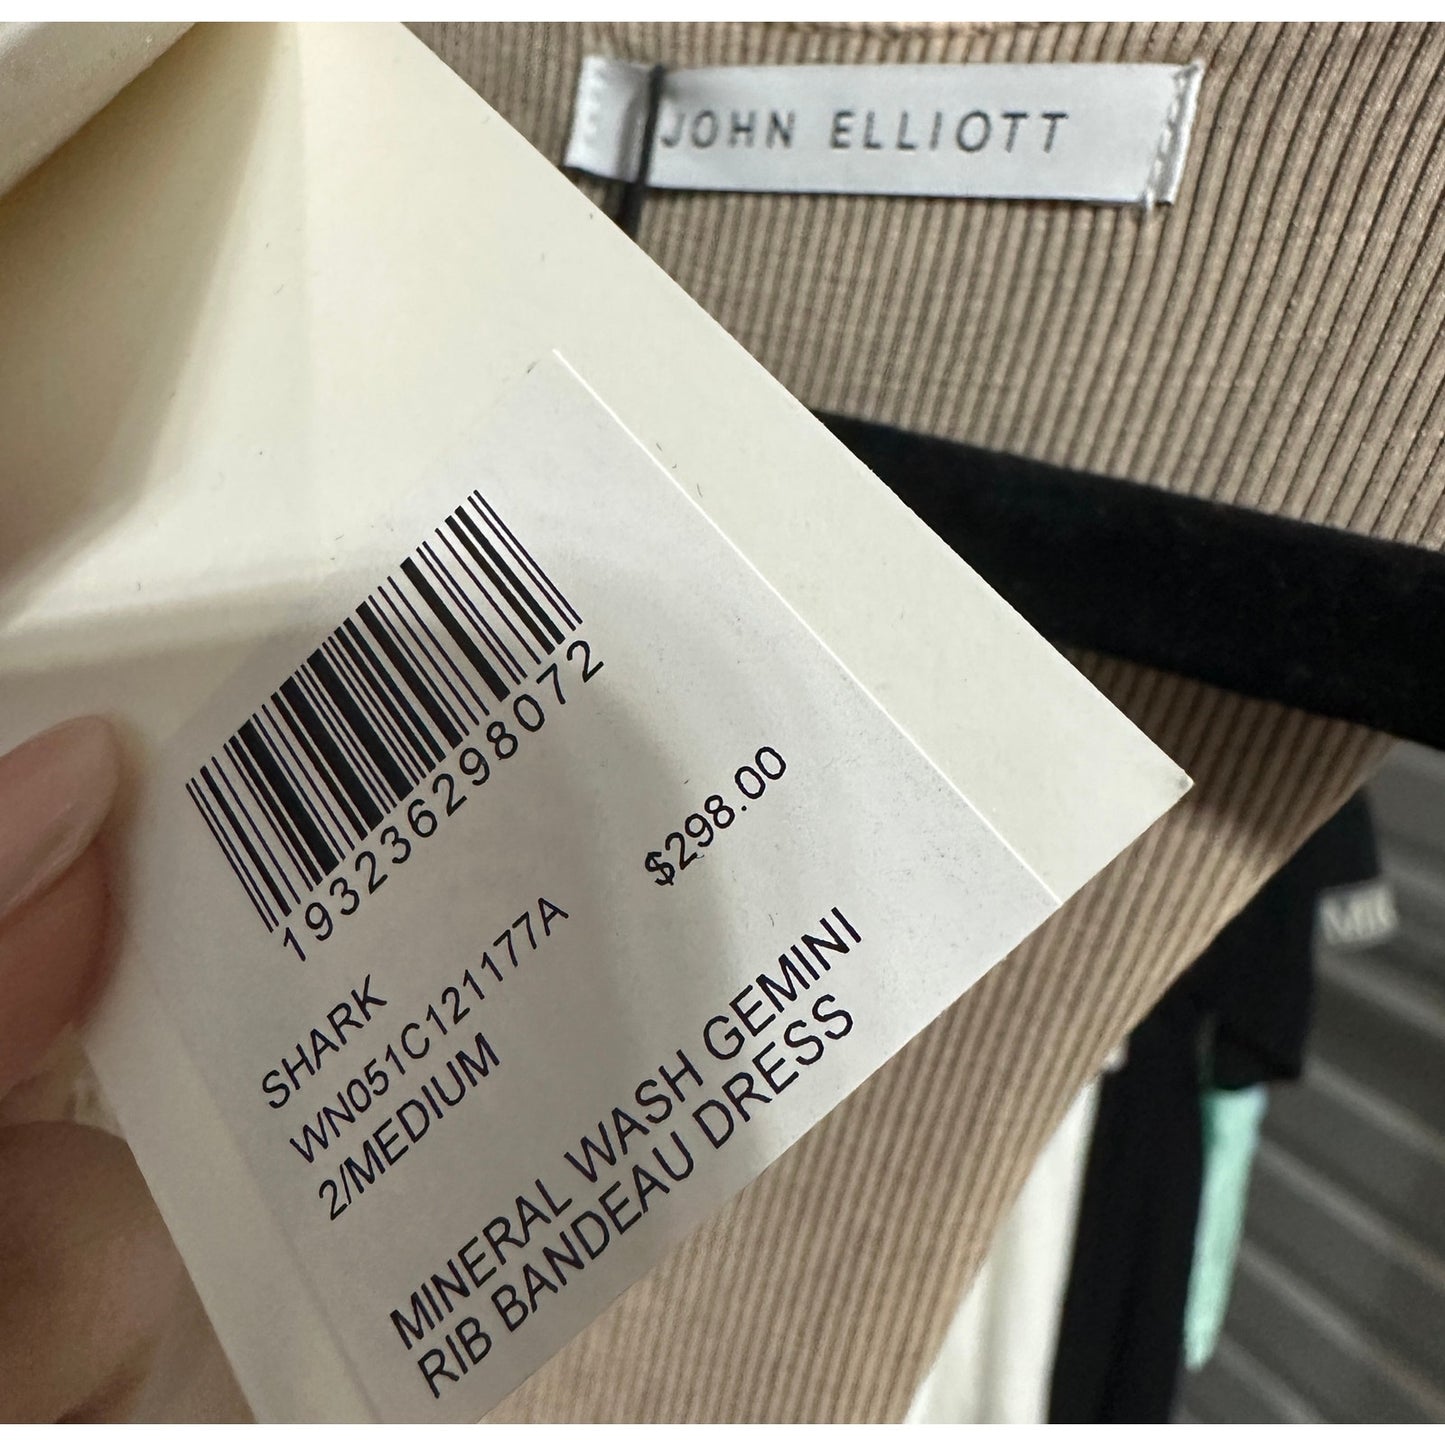 JOHN ELLIOTT
193236298072
$298.00
SHARK
WN051C121177A
2/MEDIUM
MINERAL WASH GEMINI
RIB BANDEAU DRESS